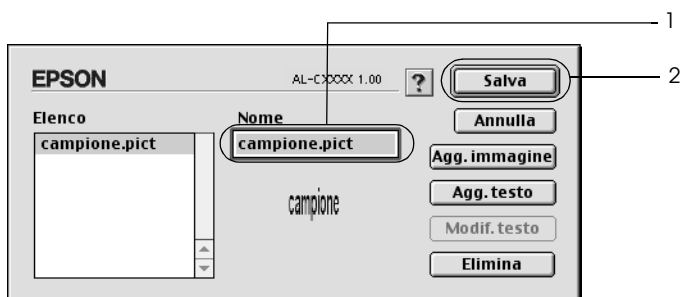 1
EPSON AL-CXXXX 1.00 ? Salva 2
Elenco Nome Annulla
campione.pict campione.pict Agg. immagine
campione Agg. testo
Modif. testo
Elimina